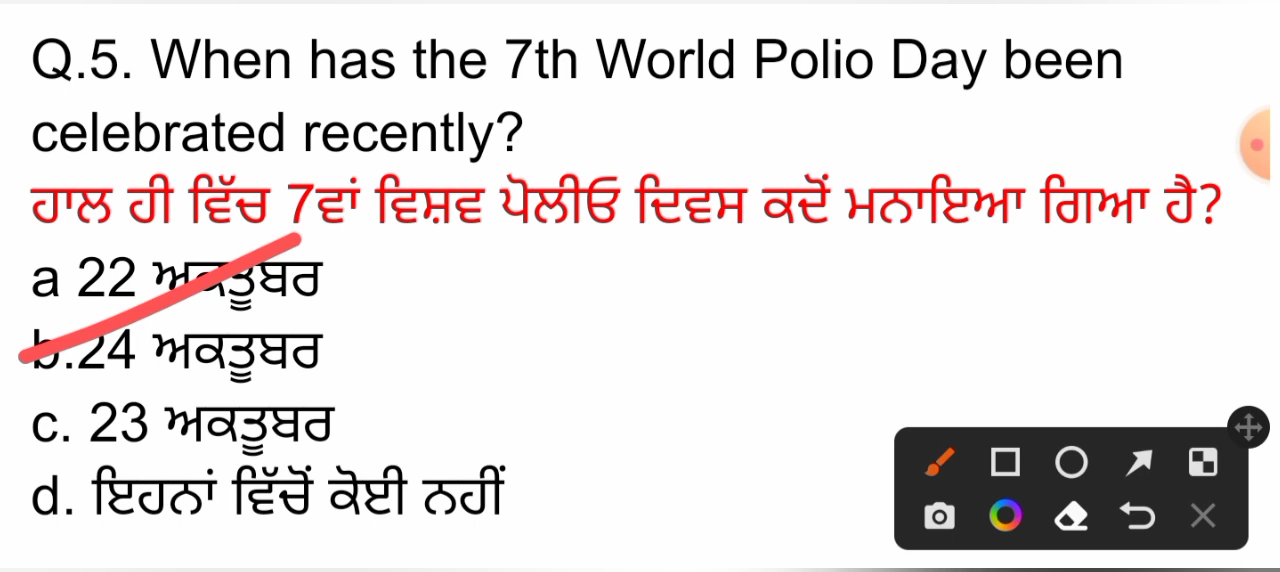 Q.5. When has the 7th World Polio Day been
celebrated recently?
ਹਾਲ ਹੀ ਵਿੱਚ 7ਵਾਂ ਵਿਸ਼ਵ ਪੋਲੀਓ ਦਿਵਸ ਕਦੋਂ ਮਨਾਇਆ ਗਿਆ ਹੈ?
a 22 ਅਕਤੂਬਰ
b.24 ਅਕਤੂਬਰ
c. 23 ਅਕਤੂਬਰ
d. ਇਹਨਾਂ ਵਿੱਚੋਂ ਕੋਈ ਨਹੀਂ